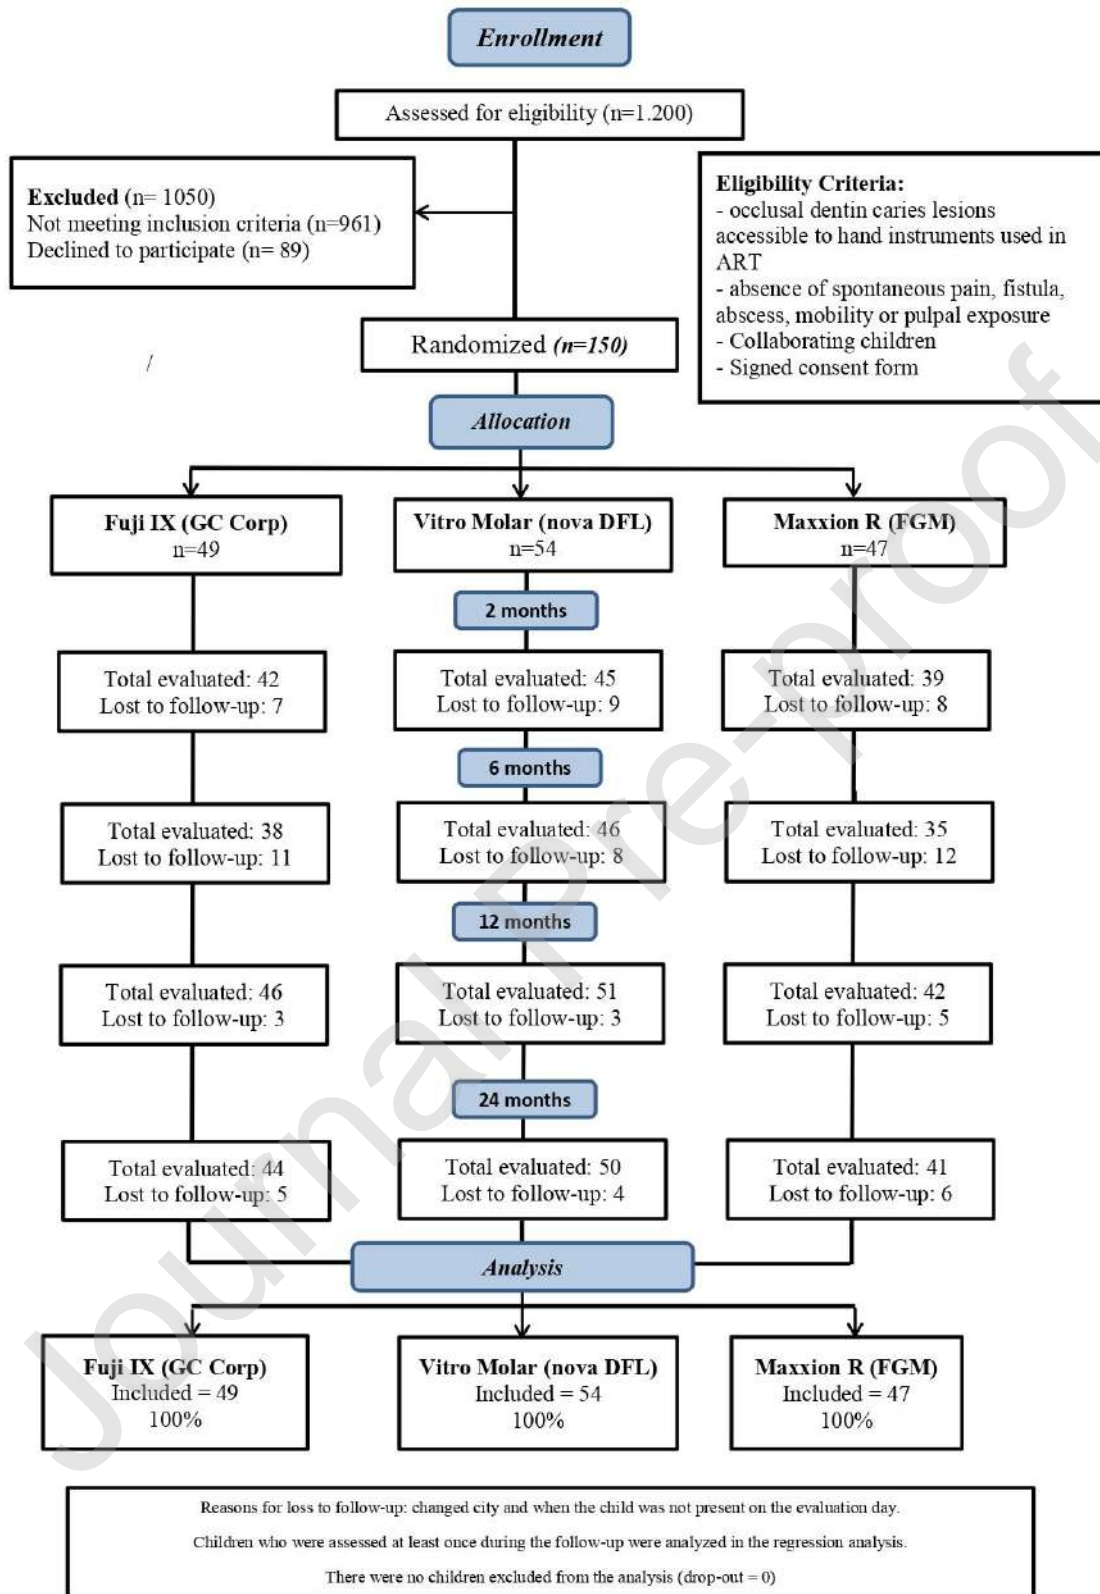 Enrollment
Assessed for eligibility (n=1.200)
Excluded (n= 1050)
Not meeting inclusion criteria (n=961)
Declined to participate (n= 89)
Eligibility Criteria:
- occlusal dentin caries lesions
accessible to hand instruments used in
ART
- absence of spontaneous pain, fistula,
abscess, mobility or pulpal exposure
- Collaborating children
- Signed consent form
Randomized (n=150)
/
Allocation
Fuji IX (GC Corp)
n=49
Vitro Molar (nova DFL)
n=54
Maxxion R (FGM)
n=47
2 months
Total evaluated: 42
Lost to follow-up: 7
Total evaluated: 45
Lost to follow-up: 9
Total evaluated: 39
Lost to follow-up: 8
6 months
Total evaluated: 38
Lost to follow-up: 11
Total evaluated: 46
Lost to follow-up: 8
Total evaluated: 35
Lost to follow-up: 12
12 months
Total evaluated: 46
Lost to follow-up: 3
Total evaluated: 51
Lost to follow-up: 3
Total evaluated: 42
Lost to follow-up: 5
24 months
Total evaluated: 44
Lost to follow-up: 5
Total evaluated: 50
Lost to follow-up: 4
Total evaluated: 41
Lost to follow-up: 6
Analysis
Fuji IX (GC Corp)
Included = 49
100%
Vitro Molar (nova DFL)
Included = 54
100%
Maxxion R (FGM)
Included = 47
100%
Reasons for loss to follow-up: changed city and when the child was not present on the evaluation day.
Children who were assessed at least once during the follow-up were analyzed in the regression analysis.
There were no children excluded from the analysis (drop-out = 0)
Journal Pre-proof